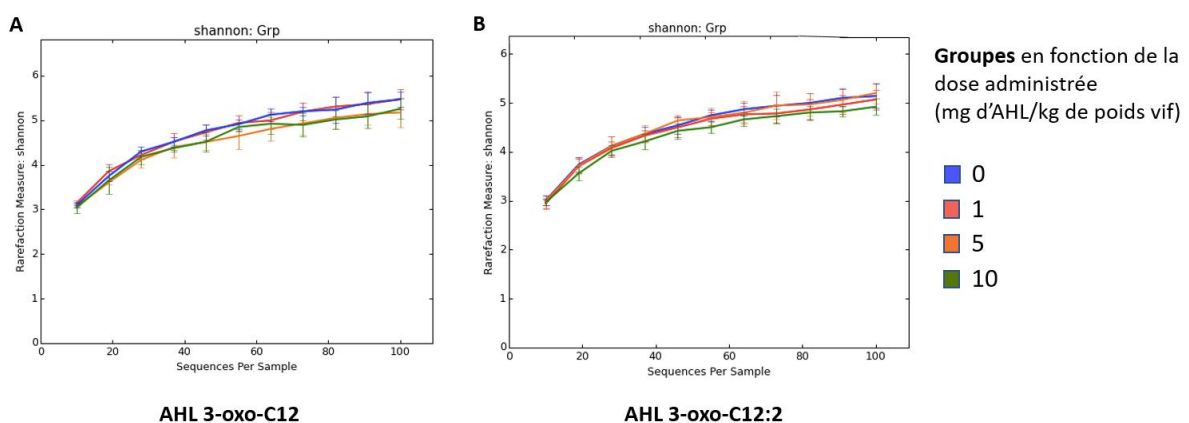 A
shannon: Grp
Rarefaction Measure: shannon
6
5
4
3
2
1
0
0
20
40
60
80
100
Sequences Per Sample
AHL 3-oxo-C12
B
shannon: Grp
Rarefaction Measure: shannon
6
5
4
3
2
1
0
0
20
40
60
80
100
Sequences Per Sample
AHL 3-oxo-C12:2
Groupes en fonction de la
dose administrée
(mg d’AHL/kg de poids vif)
0
1
5
10